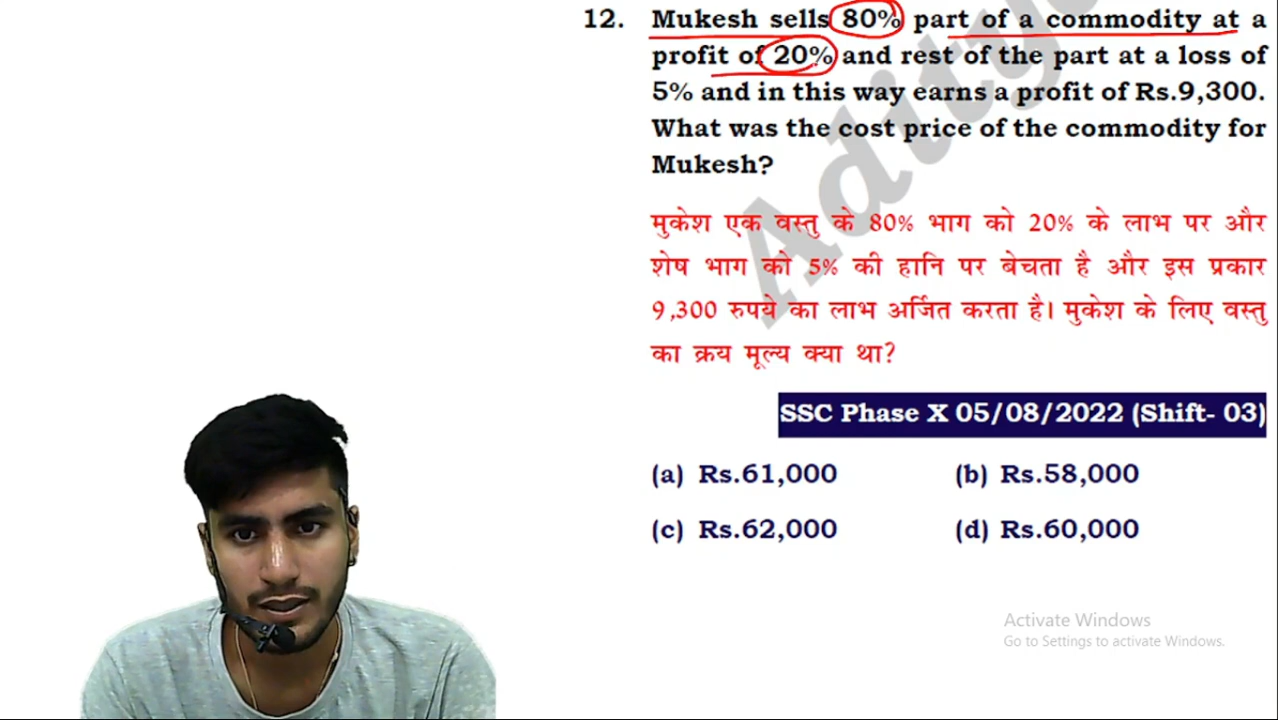 12. Mukesh sells 80% part of a commodity at a
profit of 20% and rest of the part at a loss of
5% and in this way earns a profit of Rs.9,300.
What was the cost price of the commodity for
Mukesh?
मुकेश एक वस्तु के 80% भाग को 20% के लाभ पर और
शेष भाग को 5% की हानि पर बेचता है और इस प्रकार
9,300 रुपये का लाभ अर्जित करता है। मुकेश के लिए वस्तु
का क्रय मूल्य क्या था?
SSC Phase X 05/08/2022 (Shift- 03)
(a) Rs.61,000 (b) Rs.58,000
(c) Rs.62,000 (d) Rs.60,000
Activate Windows
Go to Settings to activate Windows.